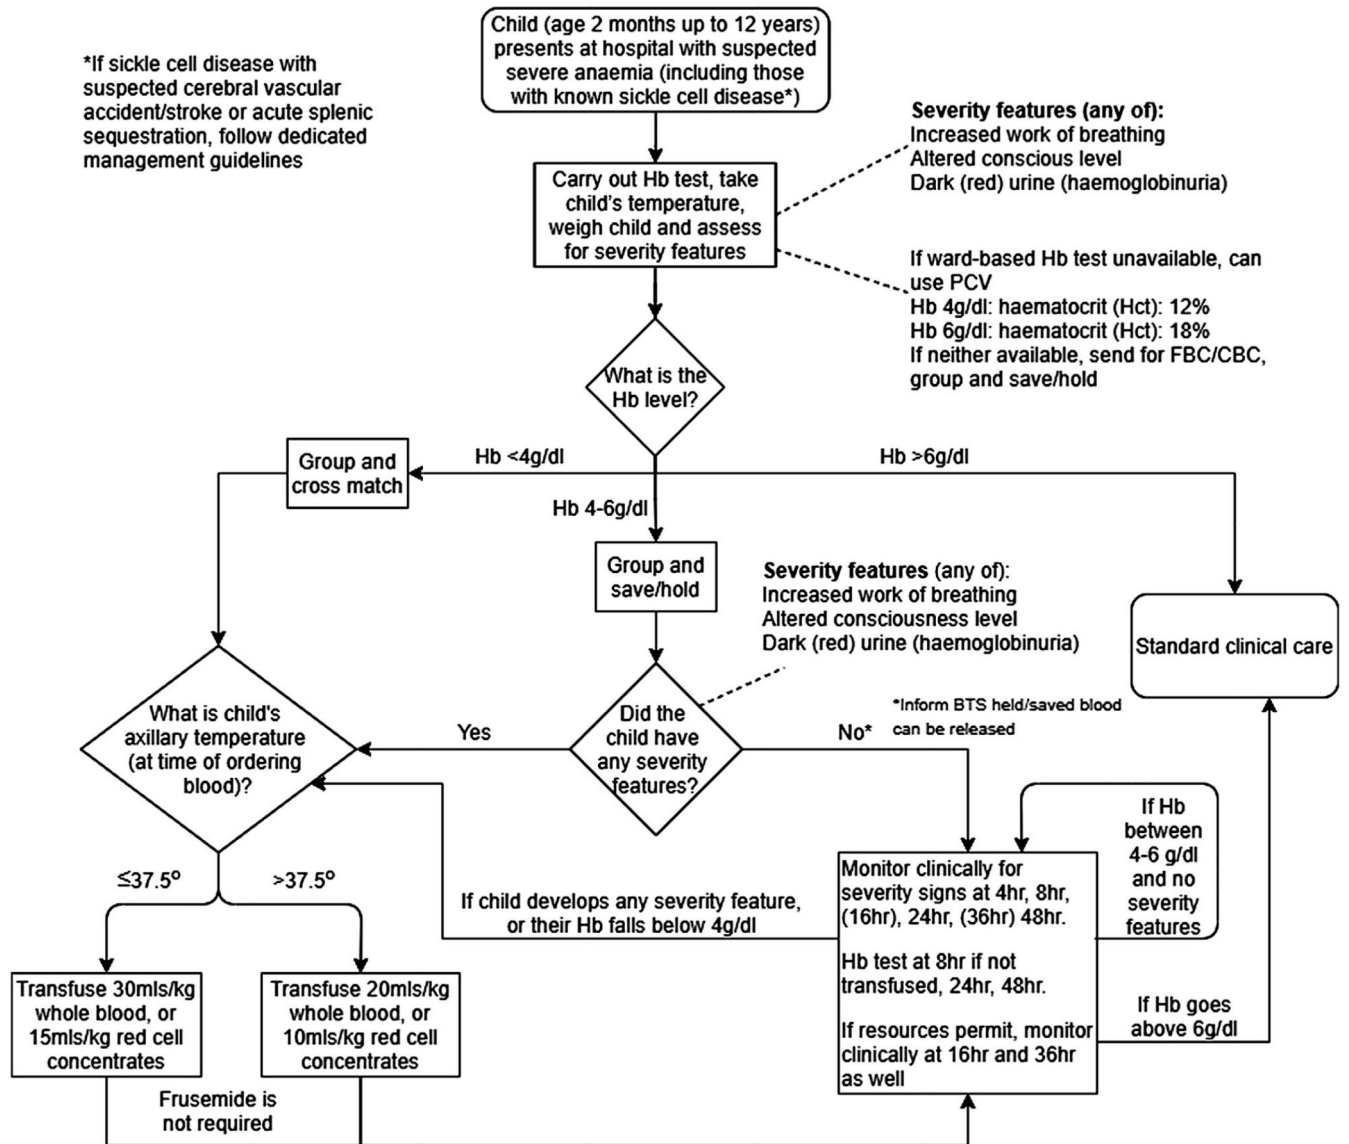 Child (age 2 months up to 12 years)
presents at hospital with suspected
severe anaemia (including those
with known sickle cell disease*)
*If sickle cell disease with
suspected cerebral vascular
accident/stroke or acute splenic
sequestration, follow dedicated
management guidelines
Severity features (any of):
Increased work of breathing
Altered conscious level
Dark (red) urine (haemoglobinuria)
Carry out Hb test, take
child's temperature,
weigh child and assess
for severity features
If ward-based Hb test unavailable, can
use PCV
Hb 4g/dl: haematocrit (Hct): 12%
Hb 6g/dl: haematocrit (Hct): 18%
If neither available, send for FBC/CBC,
group and save/hold
What is the
Hb level?
Hb <4g/dl
Hb >6g/dl
Group and
cross match
Hb 4-6g/dl
Group and
save/hold
Severity features (any of):
Increased work of breathing
Altered consciousness level
Dark (red) urine (haemoglobinuria)
Standard clinical care
What is child's
axillary temperature
(at time of ordering
blood)?
Yes
Did the
child have
any severity
features?
No*
*Inform BTS held/saved blood
can be released
If Hb
between
4-6 g/dl
and no
severity
features
≤37.5º
>37.5º
If child develops any severity feature,
or their Hb falls below 4g/dl
Monitor clinically for
severity signs at 4hr, 8hr,
(16hr), 24hr, (36hr) 48hr.
Hb test at 8hr if not
transfused, 24hr, 48hr.
If resources permit, monitor
clinically at 16hr and 36hr
as well
If Hb goes
above 6g/dl
Transfuse 30mls/kg
whole blood, or
15mls/kg red cell
concentrates
Transfuse 20mls/kg
whole blood, or
10mls/kg red cell
concentrates
Frusemide is
not required